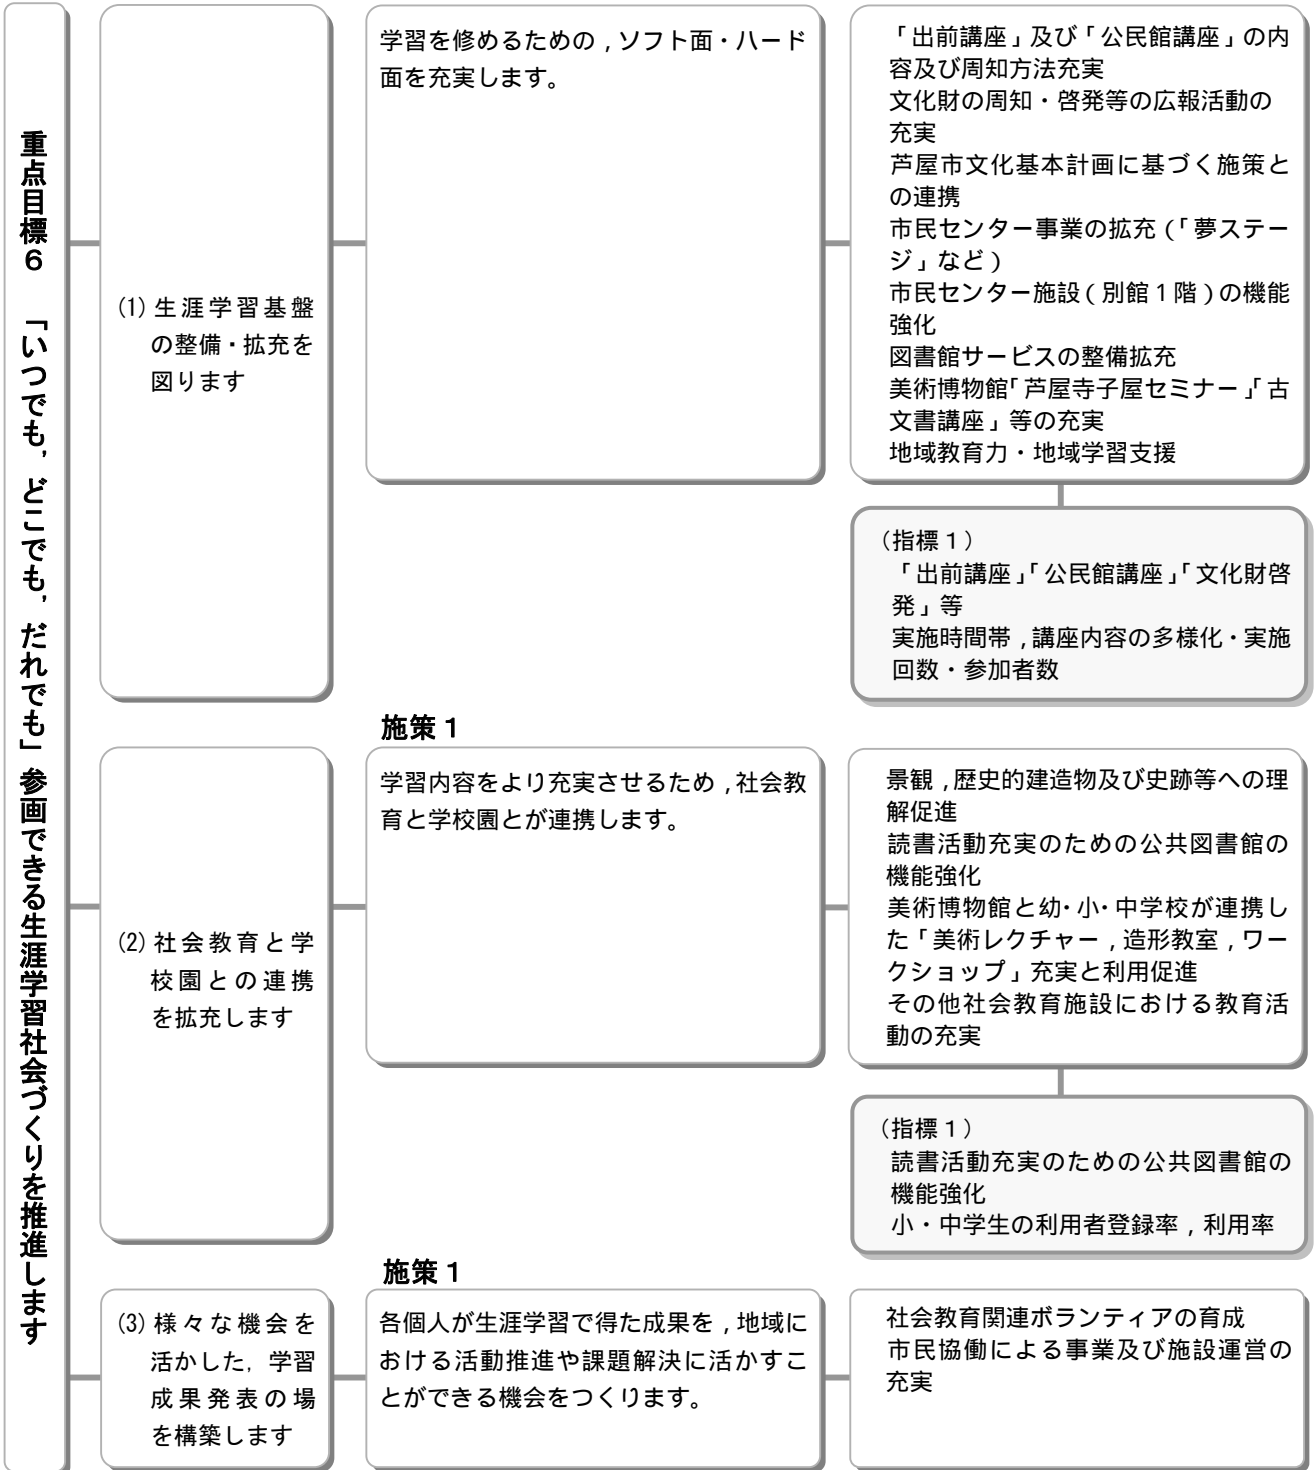 重点目標６ 「いつでも，どこでも，だれでも」参画できる生涯学習社会づくりを推進します
(1) 生涯学習基盤
の整備・拡充を
図ります
学習を修めるための，ソフト面・ハード
面を充実します。
「出前講座」及び「公民館講座」の内
容及び周知方法充実
文化財の周知・啓発等の広報活動の
充実
芦屋市文化基本計画に基づく施策と
の連携
市民センター事業の拡充（「夢ステー
ジ」など）
市民センター施設（別館１階）の機能
強化
図書館サービスの整備拡充
美術博物館「芦屋寺子屋セミナー」「古
文書講座」等の充実
地域教育力・地域学習支援
（指標１）
「出前講座」「公民館講座」「文化財啓
発」等
実施時間帯，講座内容の多様化・実施
回数・参加者数
(2) 社会教育と学
校園との連携
を拡充します
施策１
学習内容をより充実させるため，社会教
育と学校園とが連携します。
景観，歴史的建造物及び史跡等への理
解促進
読書活動充実のための公共図書館の
機能強化
美術博物館と幼・小・中学校が連携し
た「美術レクチャー，造形教室，ワー
クショップ」充実と利用促進
その他社会教育施設における教育活
動の充実
（指標１）
読書活動充実のための公共図書館の
機能強化
小・中学生の利用者登録率，利用率
(3) 様々な機会を
活かした，学習
成果発表の場
を構築します
施策１
各個人が生涯学習で得た成果を，地域に
おける活動推進や課題解決に活かすこ
とができる機会をつくります。
社会教育関連ボランティアの育成
市民協働による事業及び施設運営の
充実